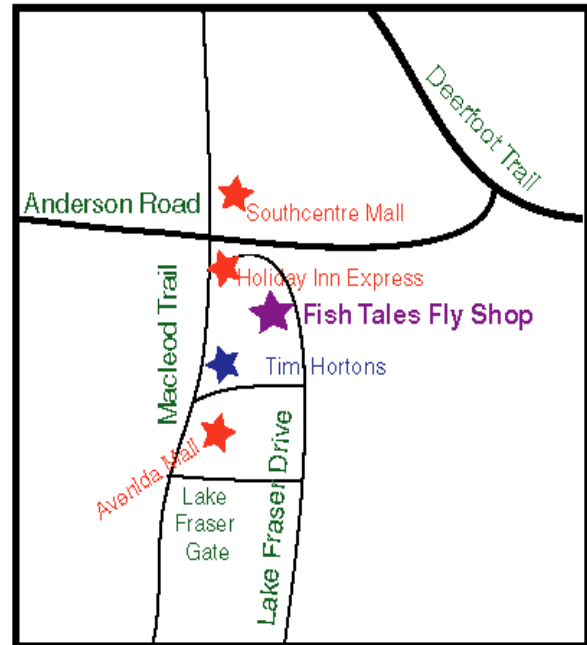 Deerfoot Trail
Anderson Road
Southcentre Mall
Holiday Inn Express
Fish Tales Fly Shop
Macleod Trail
Tim Hortons
Avenida Mall
Lake Fraser Drive
Lake
Fraser
Gate